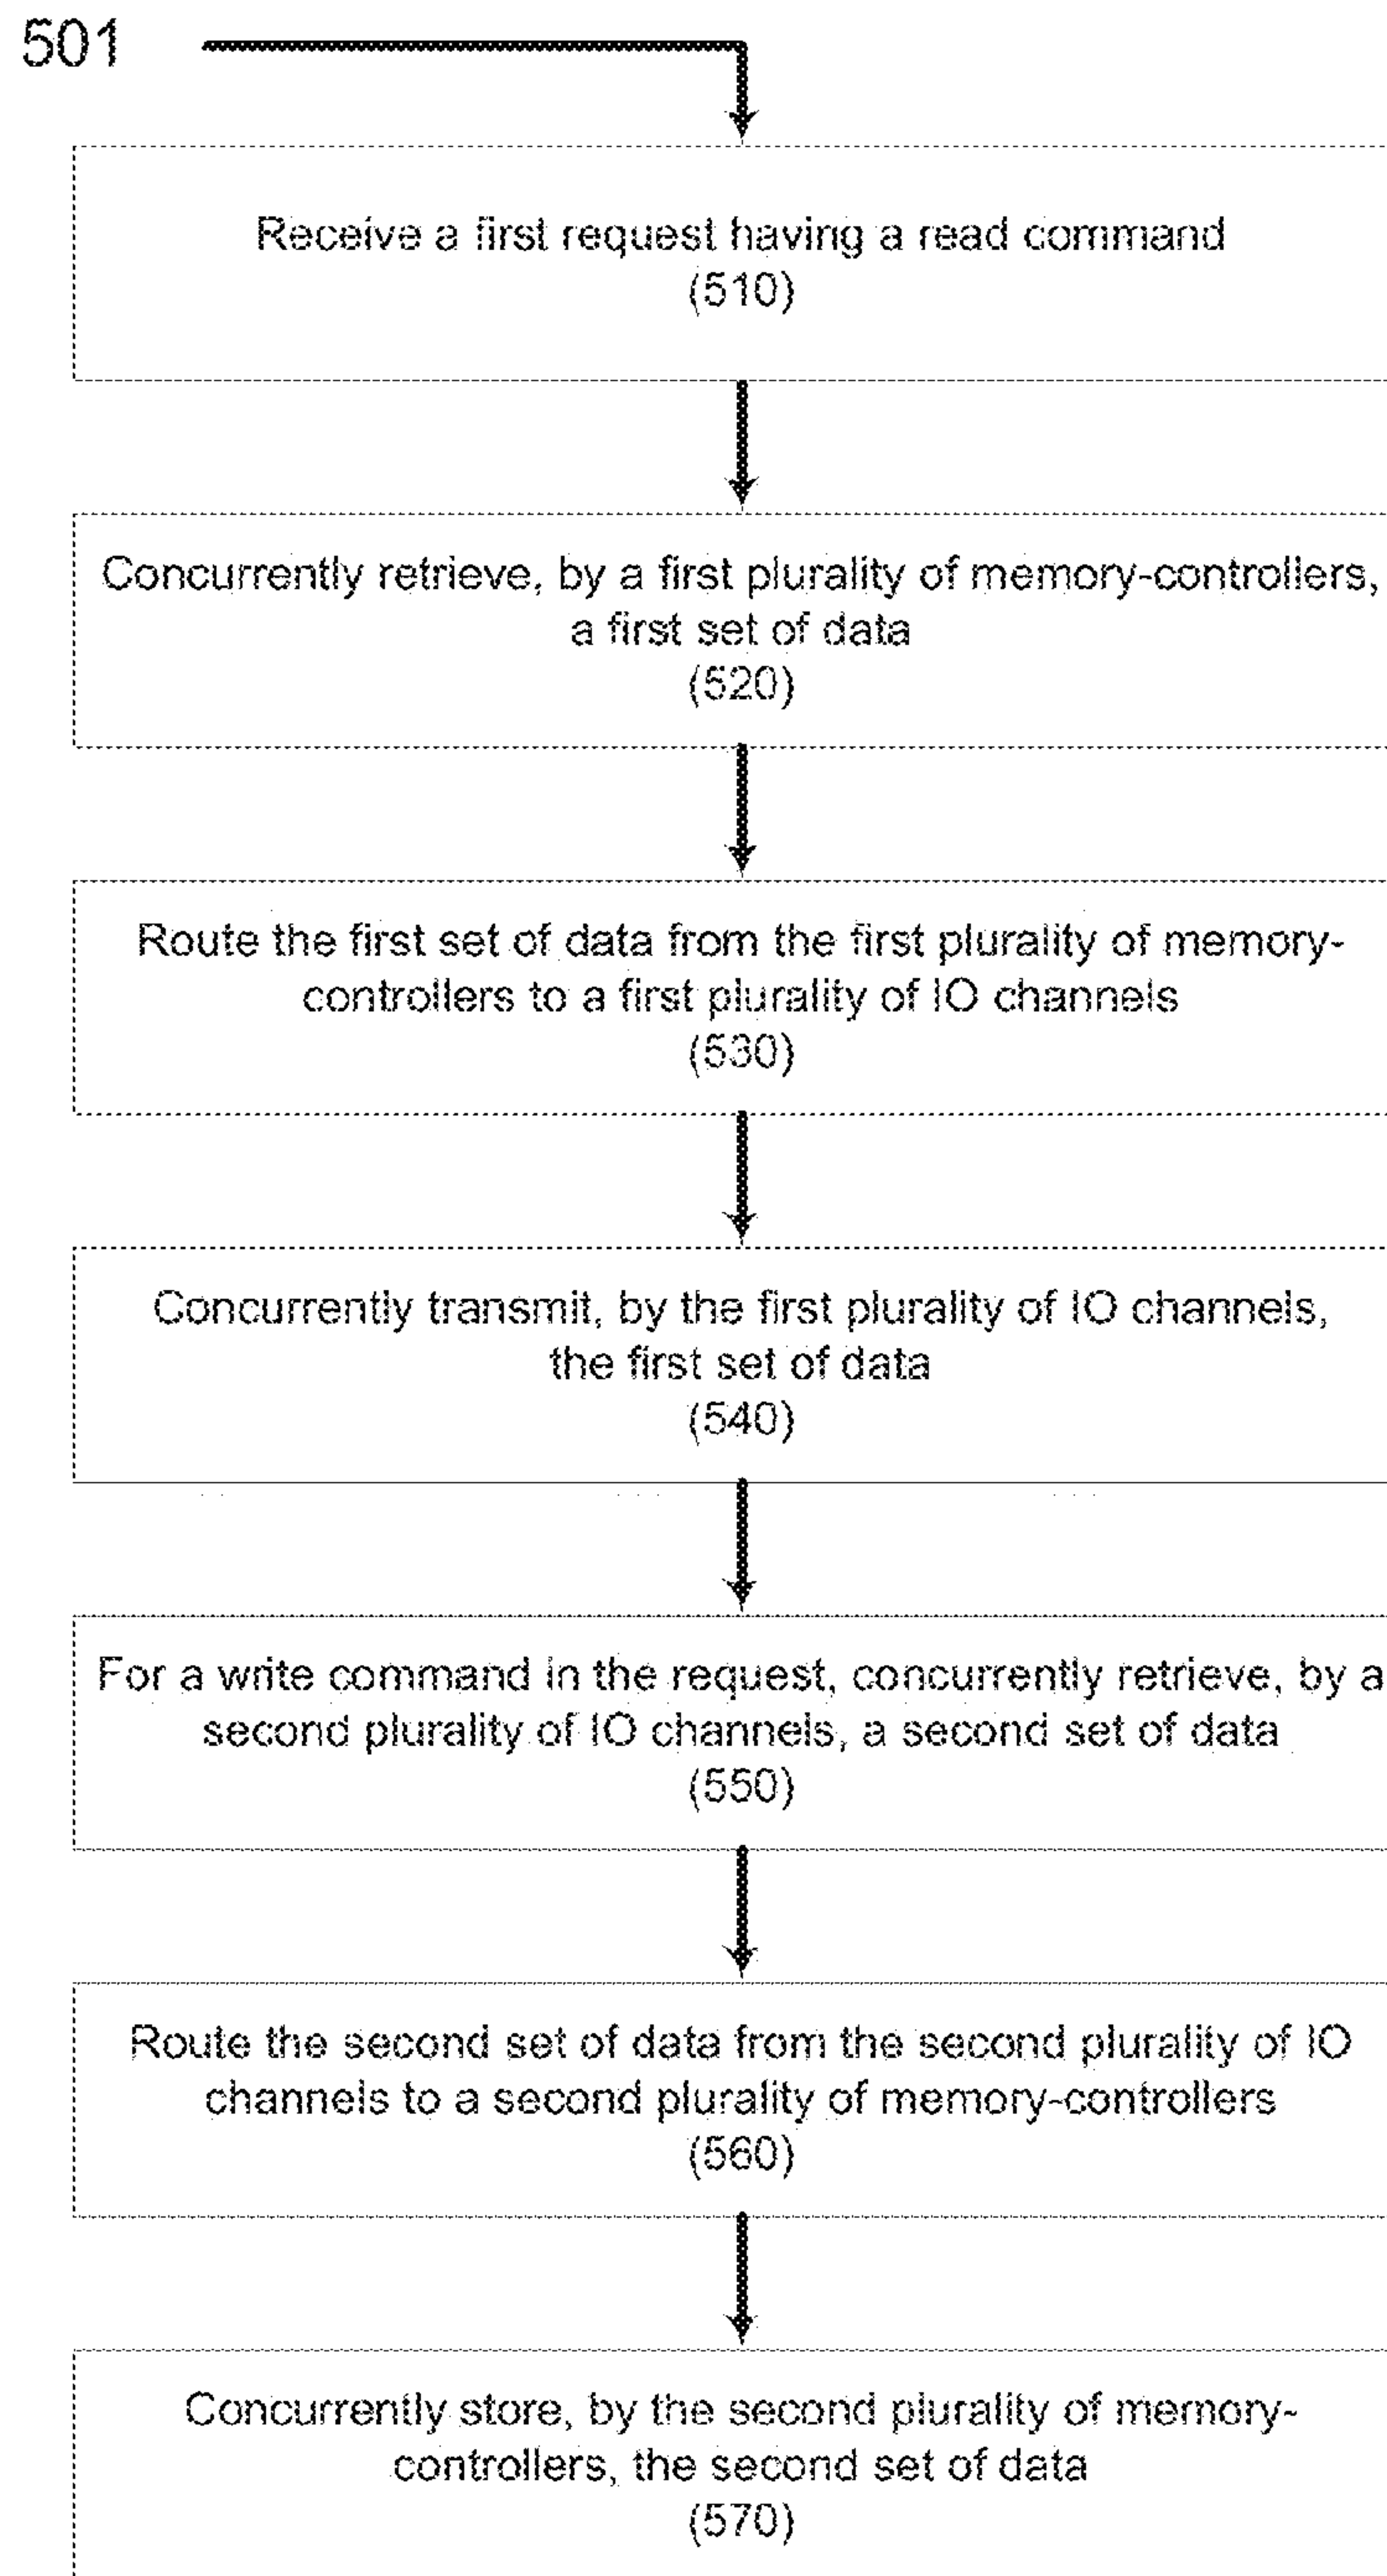 501
Receive a first request having a read command
(510)
Concurrently retrieve, by a first plurality of memory-controllers,
a first set of data
(520)
Route the first set of data from the first plurality of memory-
controllers to a first plurality of IO channels
(530)
Concurrently transmit, by the first plurality of IO channels,
the first set of data
(540)
For a write command in the request, concurrently retrieve, by a
second plurality of IO channels, a second set of data
(550)
Route the second set of data from the second plurality of IO
channels to a second plurality of memory-controllers
(560)
Concurrently store, by the second plurality of memory-
controllers, the second set of data
(570)